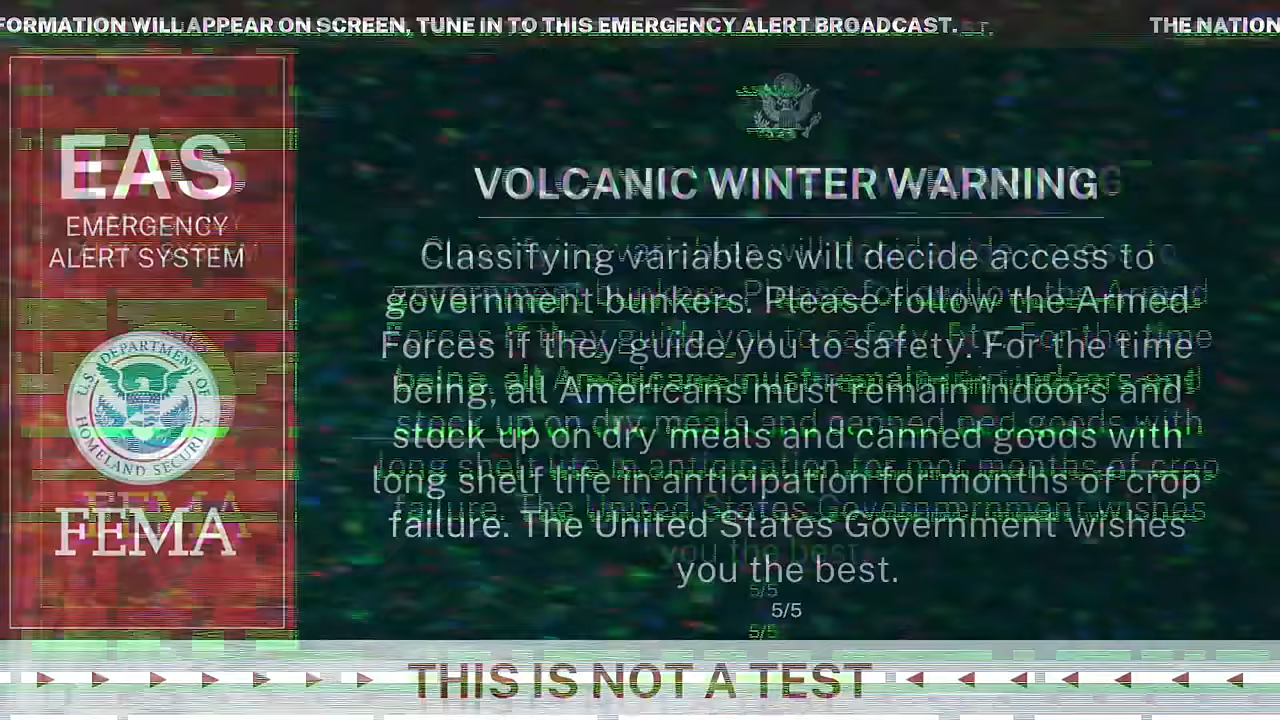 FORMATION WILL APPEAR ON SCREEN, TUNE IN TO THIS EMERGENCY ALERT BROADCAST. THE NATION
EAS
EMERGENCY
ALERT SYSTEM
U.S. DEPARTMENT OF
HOMELAND SECURITY
FEMA
VOLCANIC WINTER WARNING
Classifying variables will decide access to
government bunkers. Please follow the Armed
Forces if they guide you to safety. For the time
being, all Americans must remain indoors and
stock up on dry meals and canned goods with
long shelf life in anticipation for months of crop
failure. The United States Government wishes
you the best.
5/5
THIS IS NOT A TEST